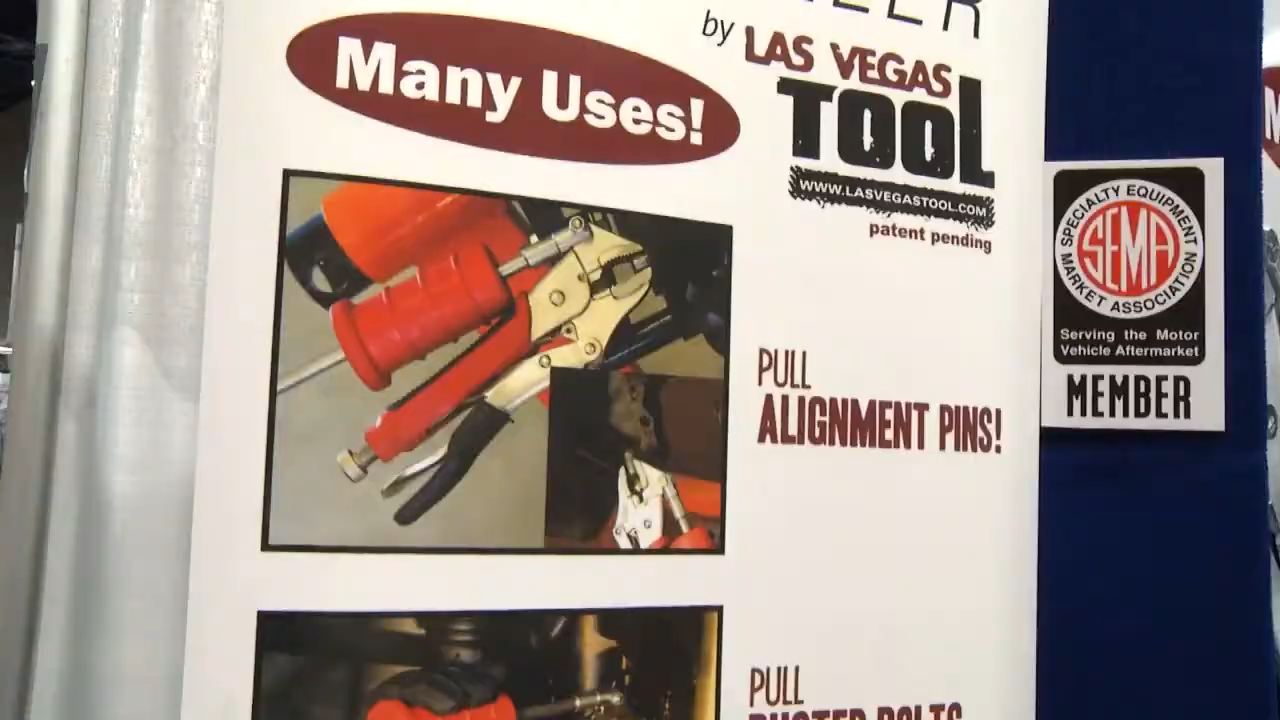 by LAS VEGAS
TOOL
WWW.LASVEGASTOOL.COM
patent pending
Many Uses!
PULL
ALIGNMENT PINS!
PULL
SPECIALTY EQUIPMENT
MARKET ASSOCIATION
SEMA
Serving the Motor
Vehicle Aftermarket
MEMBER